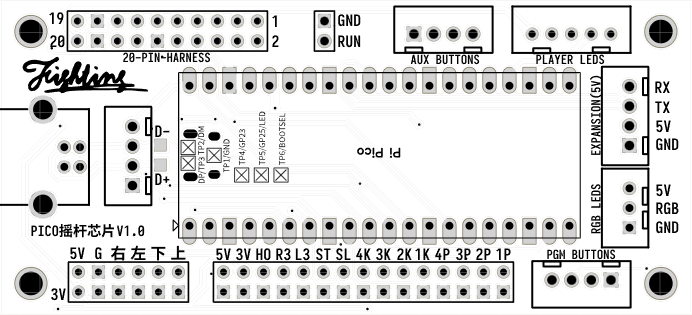 19
1
20
2
20-PIN-HARNESS
GND
RUN
AUX BUTTONS
PLAYER LEDS
Fighting
EXPANSION(5V)
RX
TX
5V
GND
D-
D+
DP/TP3 TP2/DM
TP1/GND
TP4/GP23
TP5/GP25/LED
TP6/BOOTSEL
Pi Pico
RGB LEDS
5V
RGB
GND
PICO摇杆芯片V1.0
5V G 右 左 下 上
3V
5V 3V HO R3 L3 ST SL 4K 3K 2K 1K 4P 3P 2P 1P
PGM BUTTONS